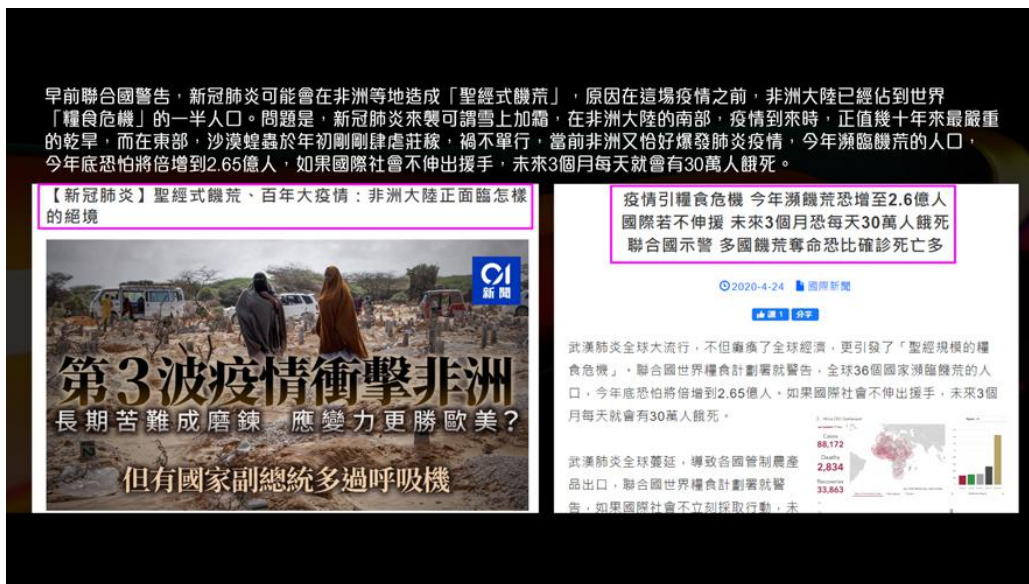 早前聯合國警告，新冠肺炎可能會在非洲等地造成「聖經式饑荒」，原因在這場疫情之前，非洲大陸已經佔到世界
「糧食危機」的一半人口。問題是，新冠肺炎來襲可謂雪上加霜，在非洲大陸的南部，疫情到來時，正值幾十年來最嚴重
的乾旱，而在東部，沙漠蝗蟲於年初剛剛肆虐莊稼，禍不單行，當前非洲又恰好爆發肺炎疫情，今年瀕臨饑荒的人口，
今年底恐怕將倍增到2.65億人，如果國際社會不伸出援手，未來3個月每天就會有30萬人餓死。
【新冠肺炎】聖經式饑荒、百年大疫情：非洲大陸正面臨怎樣
的絕境
01
新聞
第3波疫情衝擊非洲
長期苦難成磨鍊 應變力更勝歐美？
但有國家副總統多過呼吸機
疫情引糧食危機 今年瀕饑荒恐增至2.6億人
國際若不伸援 未來3個月恐每天30萬人餓死
聯合國示警 多國饑荒奪命恐比確診死亡多
2020-4-24 國際新聞
讚 1 分享
武漢肺炎全球大流行，不但癱瘓了全球經濟，更引發了「聖經規模的糧
食危機」。聯合國世界糧食計劃署就警告，全球36個國家瀕臨饑荒的人
口，今年底恐怕將倍增到2.65億人。如果國際社會不伸出援手，未來3個
月每天就會有30萬人餓死。
武漢肺炎全球蔓延，導致各國管制農產
品出口，聯合國世界糧食計劃署就警
告，如果國際社會不立刻採取行動，未
Cases
88,172
Deaths
2,834
Recoveries
33,863